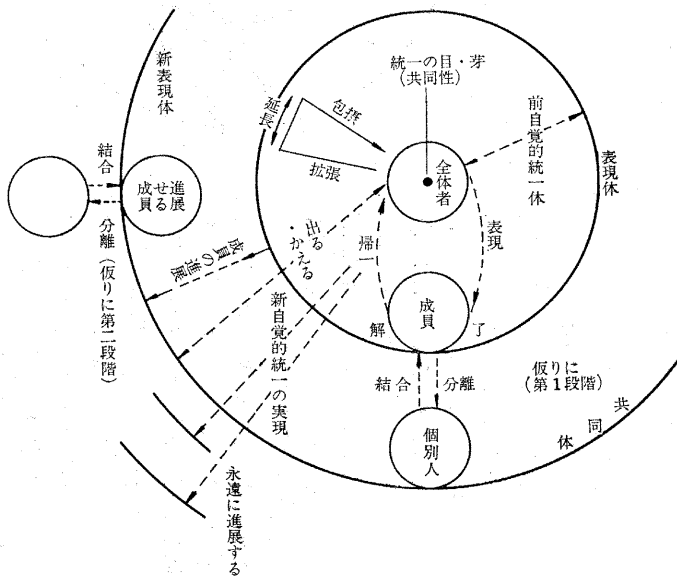 新表現体
統一の目・芽
(共同性)
延長
包摂
拡張
前自覚的統一体
表現体
全体者
表現
帰一
成員
解 了
結合
分離
個別人
仮りに
(第1段階)
共同体
結合
進展
せる
成員
分離(仮りに第二段階)
成員の進展
出る
・かえる
新自覚的統一の実現
永遠に進展する